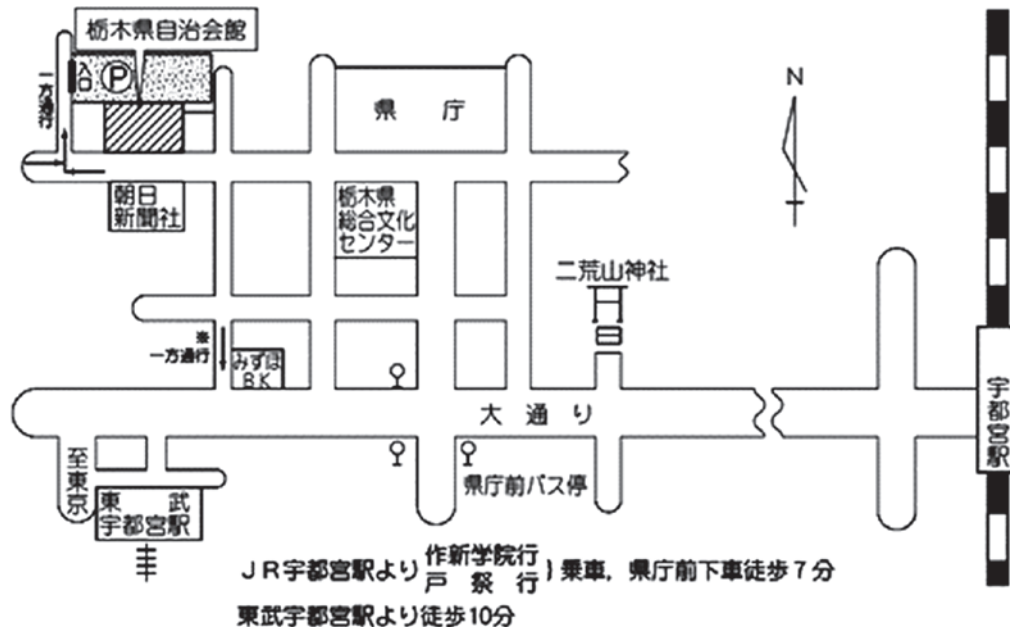 栃木県自治会館
入口
P
一方通行
県 庁
N
朝日
新聞社
栃木県
総合文化
センター
二荒山神社
※
一方通行
みずほ
BK
大 通 り
宇都宮駅
至東京
県庁前バス停
東 武
宇都宮駅
JR宇都宮駅より 作新学院行
戸 祭 行 } 乗車,県庁前下車徒歩7分
東武宇都宮駅より徒歩10分